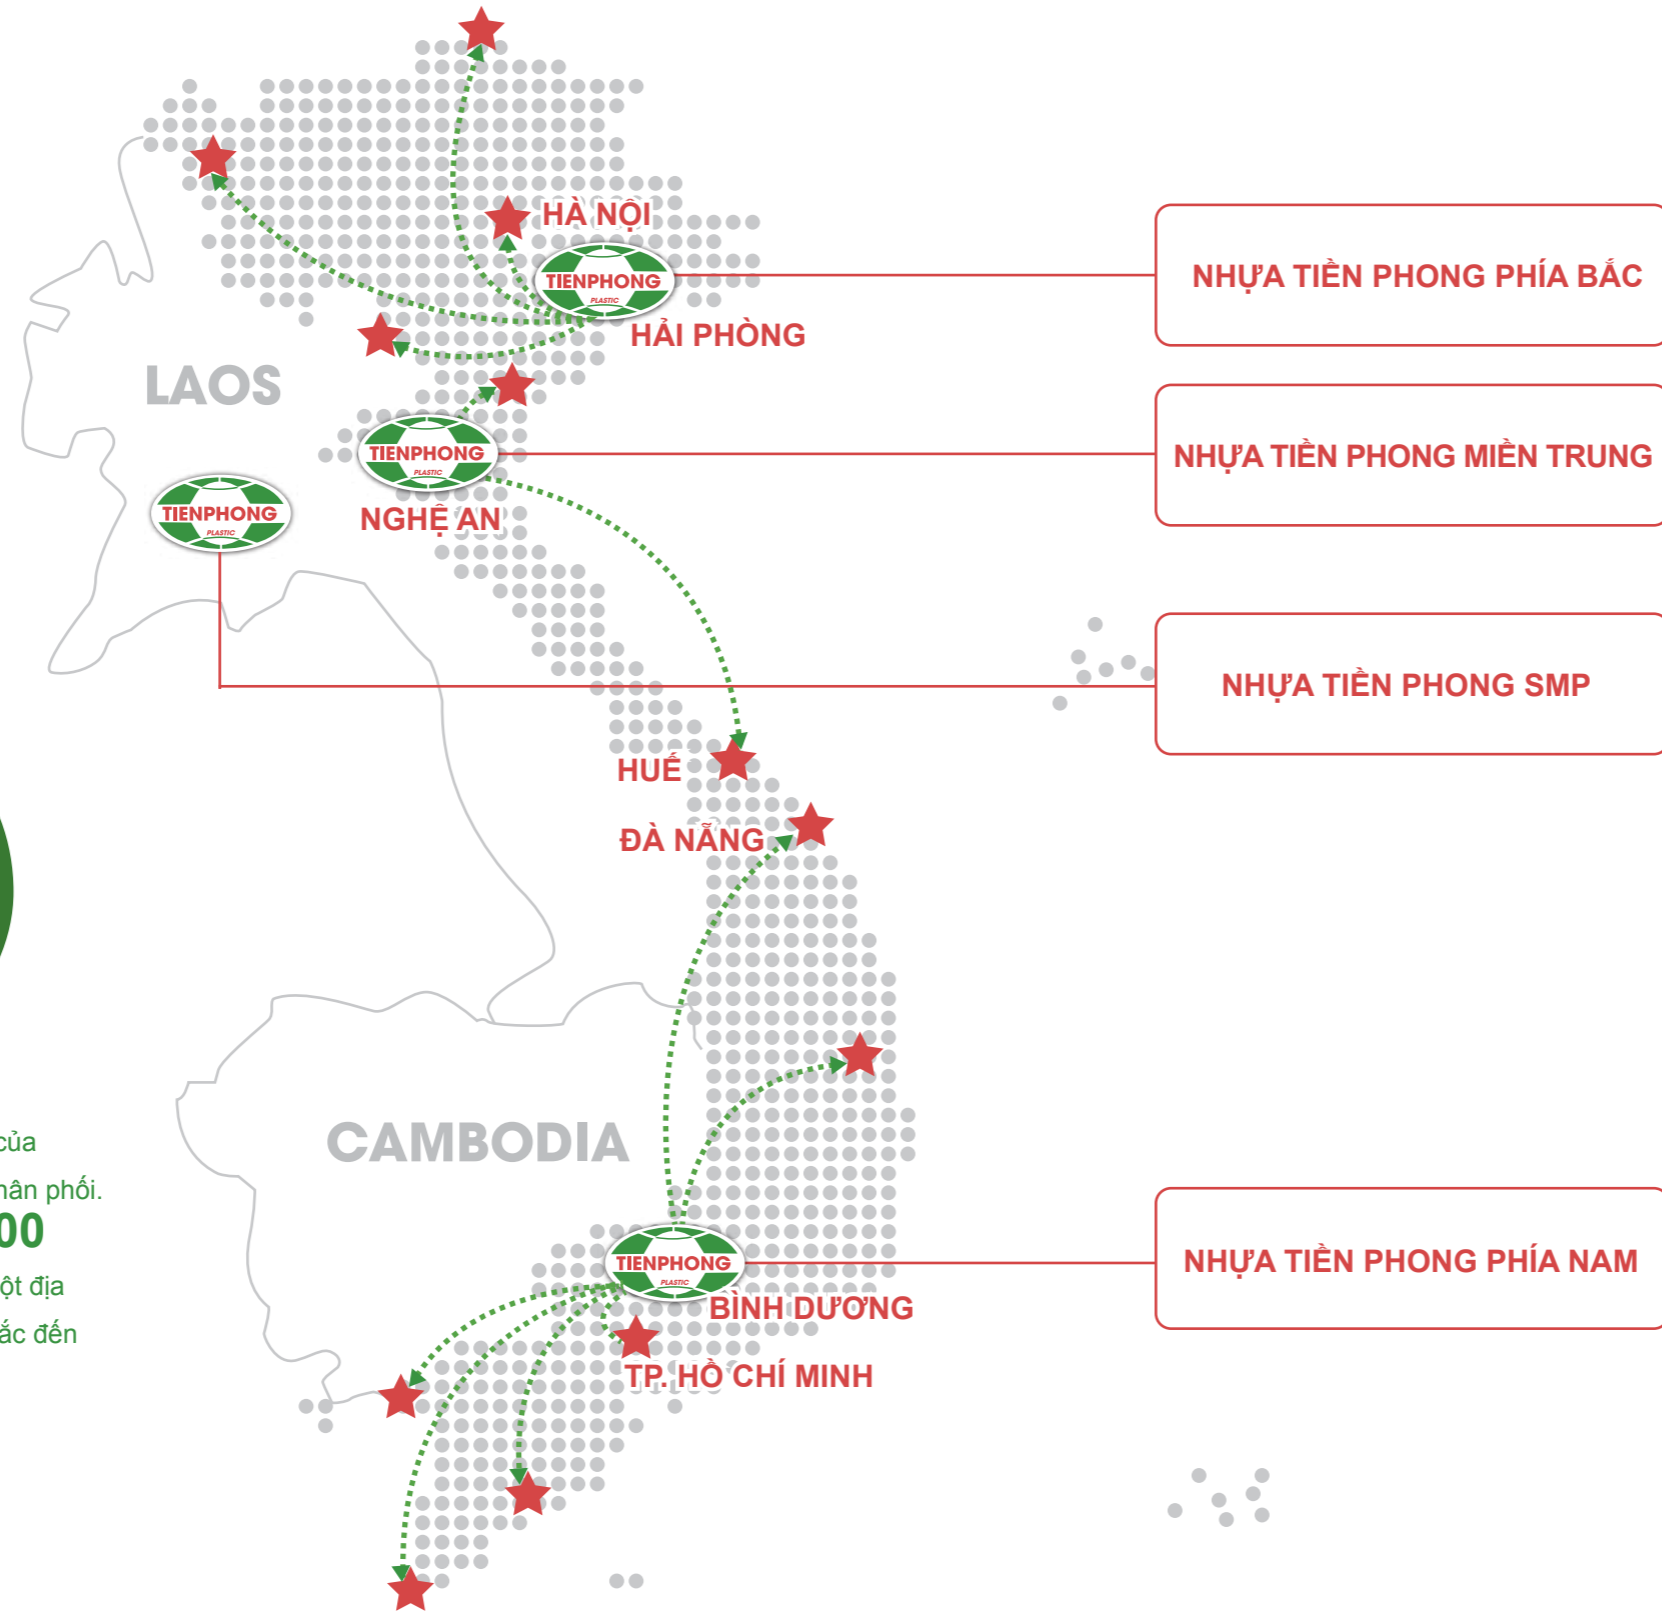 HÀ NỘI
TIENPHONG
PLASTIC
NHỰA TIỀN PHONG PHÍA BẮC
HẢI PHÒNG
LAOS
TIENPHONG
PLASTIC
NHỰA TIỀN PHONG MIỀN TRUNG
TIENPHONG
PLASTIC
NGHỆ AN
NHỰA TIỀN PHONG SMP
HUẾ
ĐÀ NẴNG
của
hân phối.
00
ột địa
ắc đến
CAMBODIA
TIENPHONG
PLASTIC
NHỰA TIỀN PHONG PHÍA NAM
BÌNH DƯƠNG
TP. HỒ CHÍ MINH